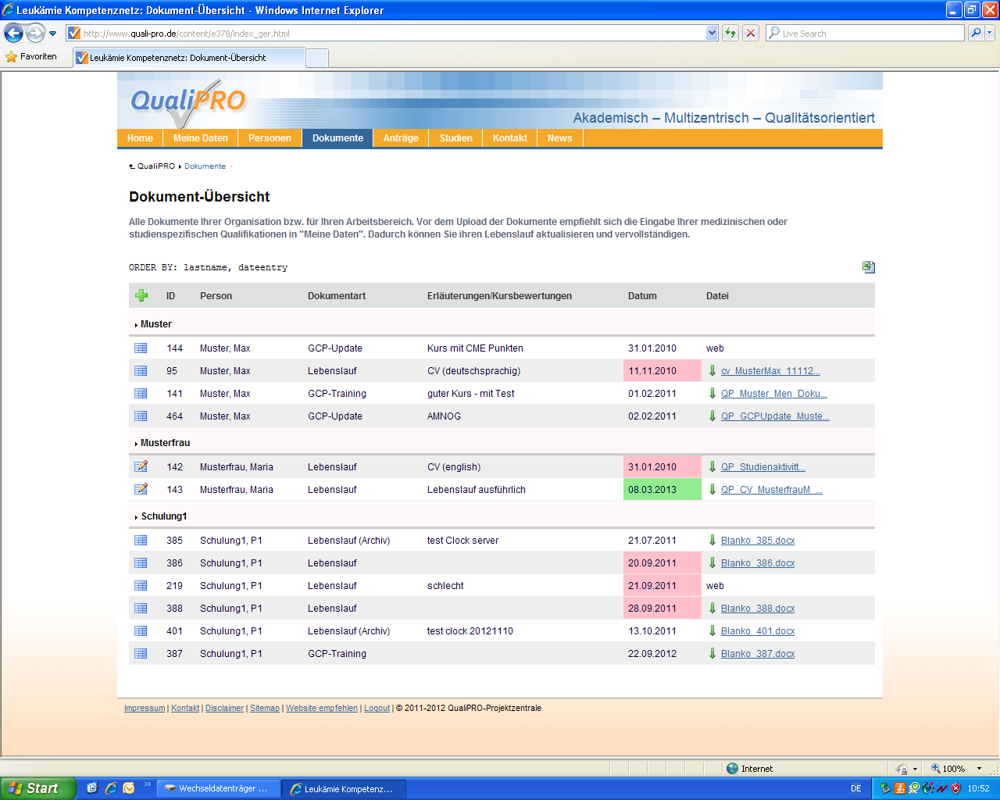 Leukämie Kompetenznetz: Dokument-Übersicht - Windows Internet Explorer
http://www.quali-pro.de/content/e378/index_ger.html
Live Search
Favoriten
Leukämie Kompetenznetz: Dokument-Übersicht
QualiPRO
Akademisch – Multizentrisch – Qualitätsorientiert
Home Meine Daten Personen Dokumente Anträge Studien Kontakt News
QualiPRO Dokumente
Dokument-Übersicht
Alle Dokumente Ihrer Organisation bzw. für Ihren Arbeitsbereich. Vor dem Upload der Dokumente empfiehlt sich die Eingabe Ihrer medizinischen oder
studienspezifischen Qualifikationen in "Meine Daten". Dadurch können Sie ihren Lebenslauf aktualisieren und vervollständigen.
ORDER BY: lastname, dateentry
ID Person Dokumentart Erläuterungen/Kursbewertungen Datum Datei
Muster
144 Muster, Max GCP-Update Kurs mit CME Punkten 31.01.2010 web
95 Muster, Max Lebenslauf CV (deutschsprachig) 11.11.2010 cv_MusterMax_11112...
141 Muster, Max GCP-Training guter Kurs - mit Test 01.02.2011 QP_Muster_Men_Doku...
464 Muster, Max GCP-Update AMNOG 02.02.2011 QP_GCPUpdate_Muste...
Musterfrau
142 Musterfrau, Maria Lebenslauf CV (english) 31.01.2010 QP_Studienaktivitt...
143 Musterfrau, Maria Lebenslauf Lebenslauf ausführlich 08.03.2013 QP_CV_MusterfrauM_...
Schulung1
385 Schulung1, P1 Lebenslauf (Archiv) test Clock server 21.07.2011 Blanko_385.docx
386 Schulung1, P1 Lebenslauf 20.09.2011 Blanko_386.docx
219 Schulung1, P1 Lebenslauf schlecht 21.09.2011 web
388 Schulung1, P1 Lebenslauf 28.09.2011 Blanko_388.docx
401 Schulung1, P1 Lebenslauf (Archiv) test clock 20121110 13.10.2011 Blanko_401.docx
387 Schulung1, P1 GCP-Training 22.09.2012 Blanko_387.docx
Impressum | Kontakt | Disclaimer | Sitemap | Website empfehlen | Logout | © 2011-2012 QualiPRO-Projektzentrale
Internet 100%
Start Wechseldatenträger ... Leukämie Kompetenz... DE 10:52